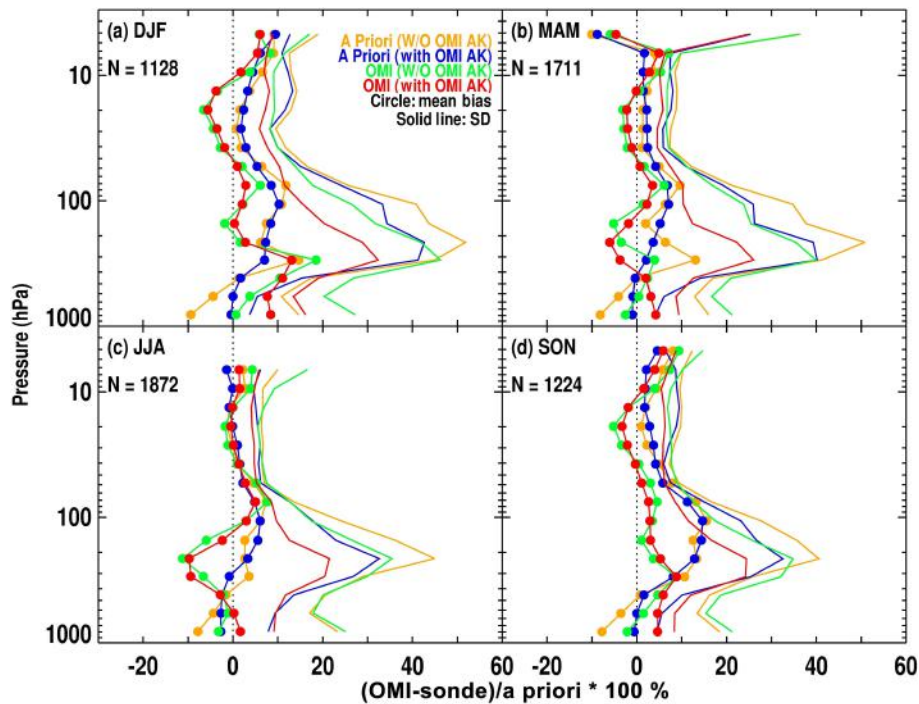 (a) DJF
N = 1128
A Priori (W/O OMI AK)
A Priori (with OMI AK)
OMI (W/O OMI AK)
OMI (with OMI AK)
Circle: mean bias
Solid line: SD
(b) MAM
N = 1711
10
100
1000
Pressure (hPa)
(c) JJA
N = 1872
(d) SON
N = 1224
10
100
1000
-20 0 20 40 60
-20 0 20 40 60
(OMI-sonde)/a priori * 100 %